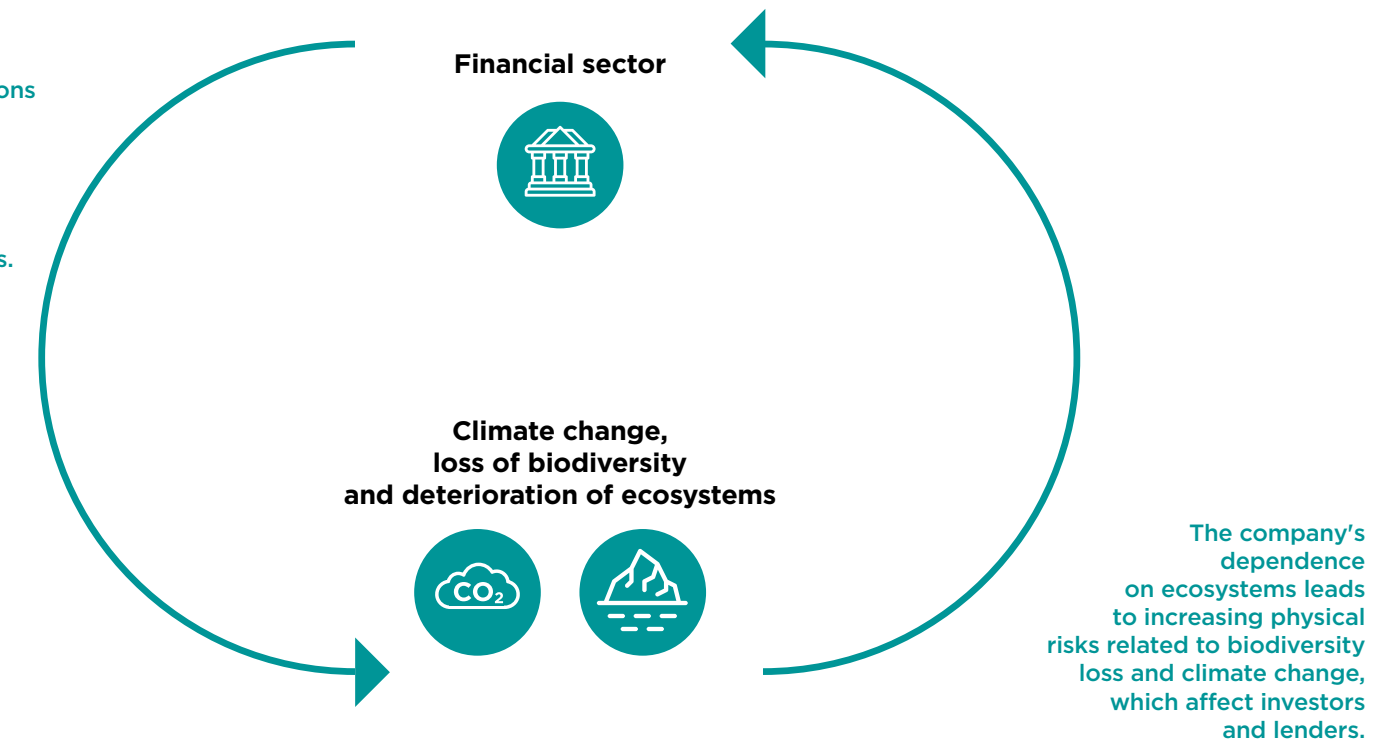 Financial sector
ons
s.
Climate change,
loss of biodiversity
and deterioration of ecosystems
CO₂
The company's
dependence
on ecosystems leads
to increasing physical
risks related to biodiversity
loss and climate change,
which affect investors
and lenders.